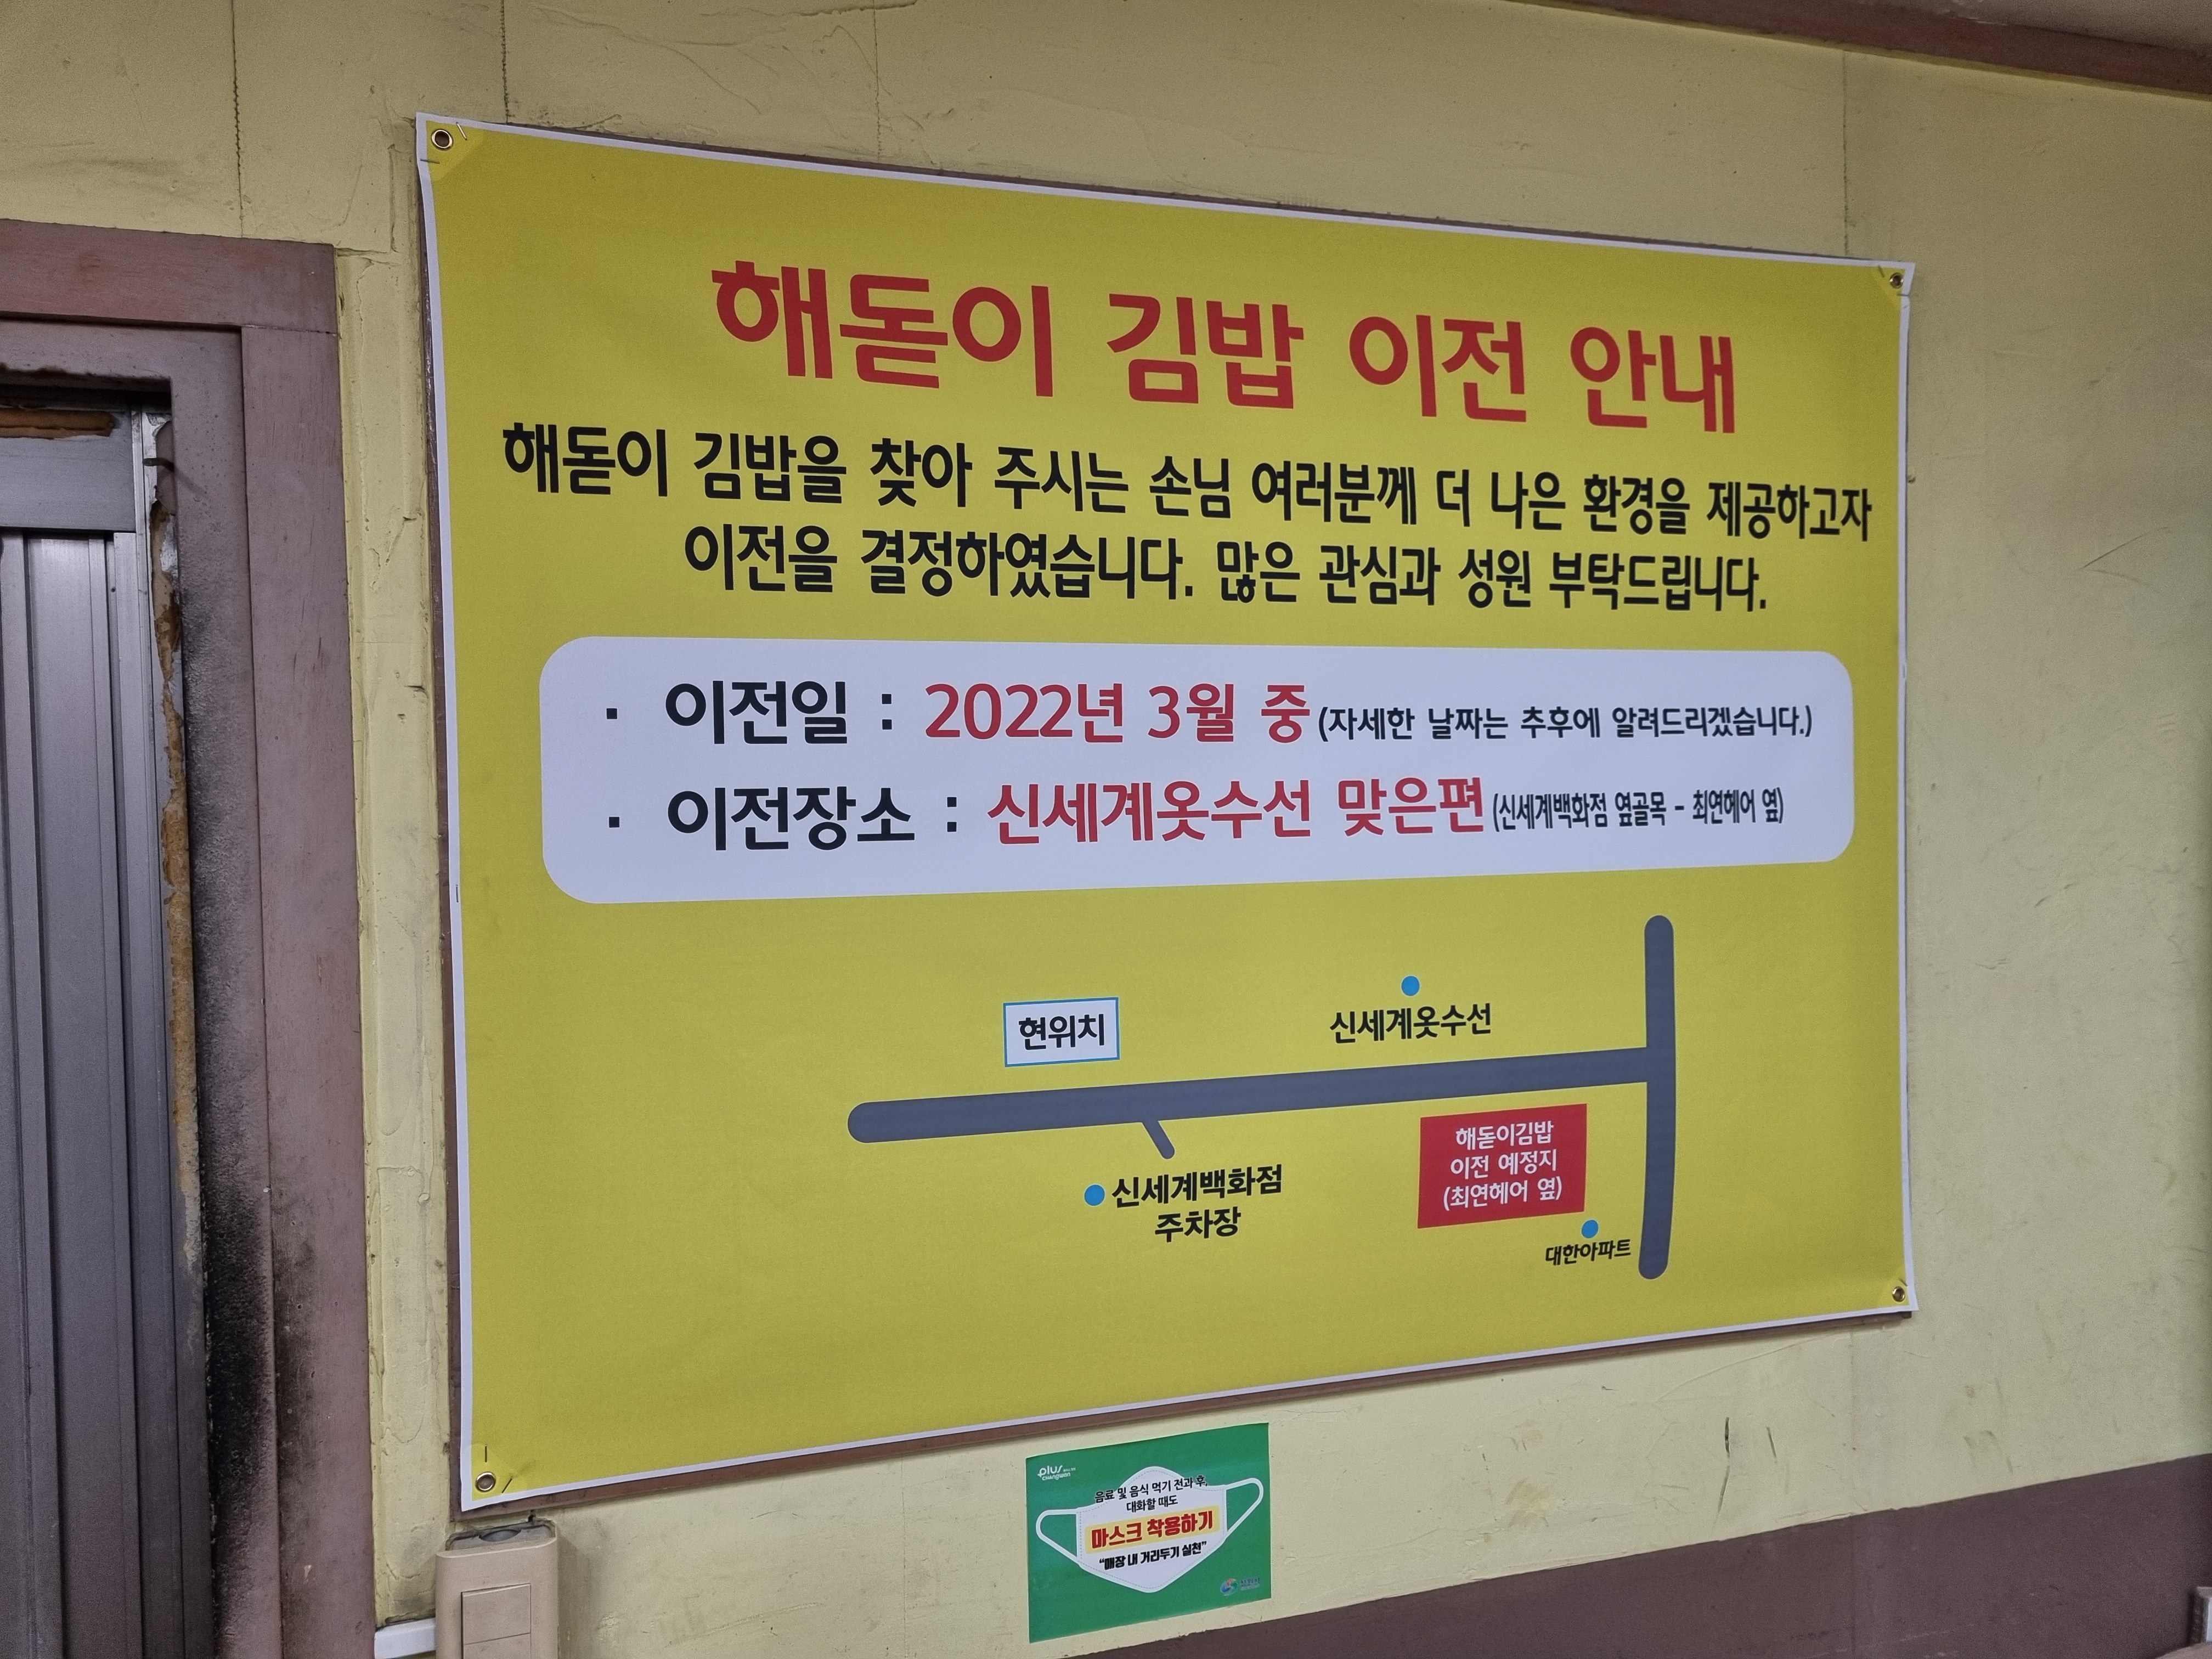 해돋이 김밥 이전 안내
해돋이 김밥을 찾아 주시는 손님 여러분께 더 나은 환경을 제공하고자
이전을 결정하였습니다. 많은 관심과 성원 부탁드립니다.
· 이전일 : 2022년 3월 중 (자세한 날짜는 추후에 알려드리겠습니다.)
· 이전장소 : 신세계옷수선 맞은편 (신세계백화점 옆골목 - 최연헤어 옆)
현위치
신세계옷수선
해돋이김밥
이전 예정지
(최연헤어 옆)
신세계백화점
주차장
대한아파트
plus
CHANGWON
음료 및 음식 먹기 전과 후,
대화할 때도
마스크 착용하기
“매장 내 거리두기 실천”